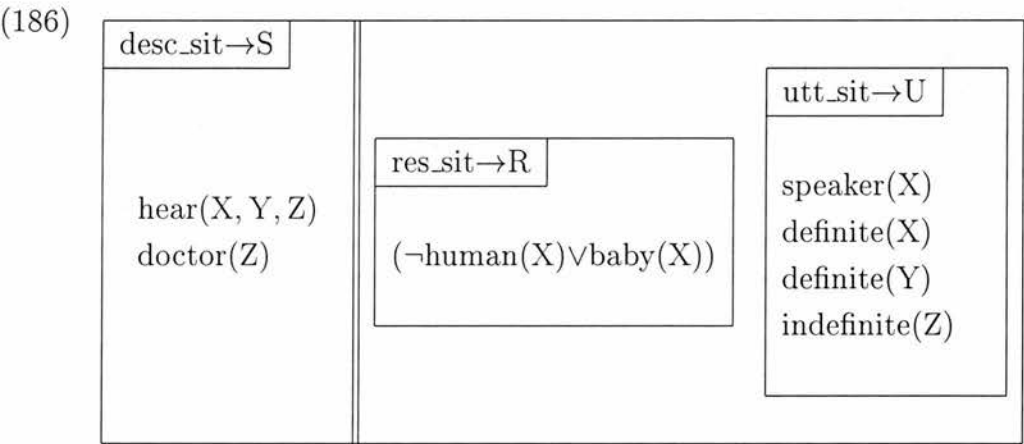 (186)
desc_sit→S
hear(X, Y, Z)
doctor(Z)
res_sit→R
(¬human(X)∨baby(X))
utt_sit→U
speaker(X)
definite(X)
definite(Y)
indefinite(Z)